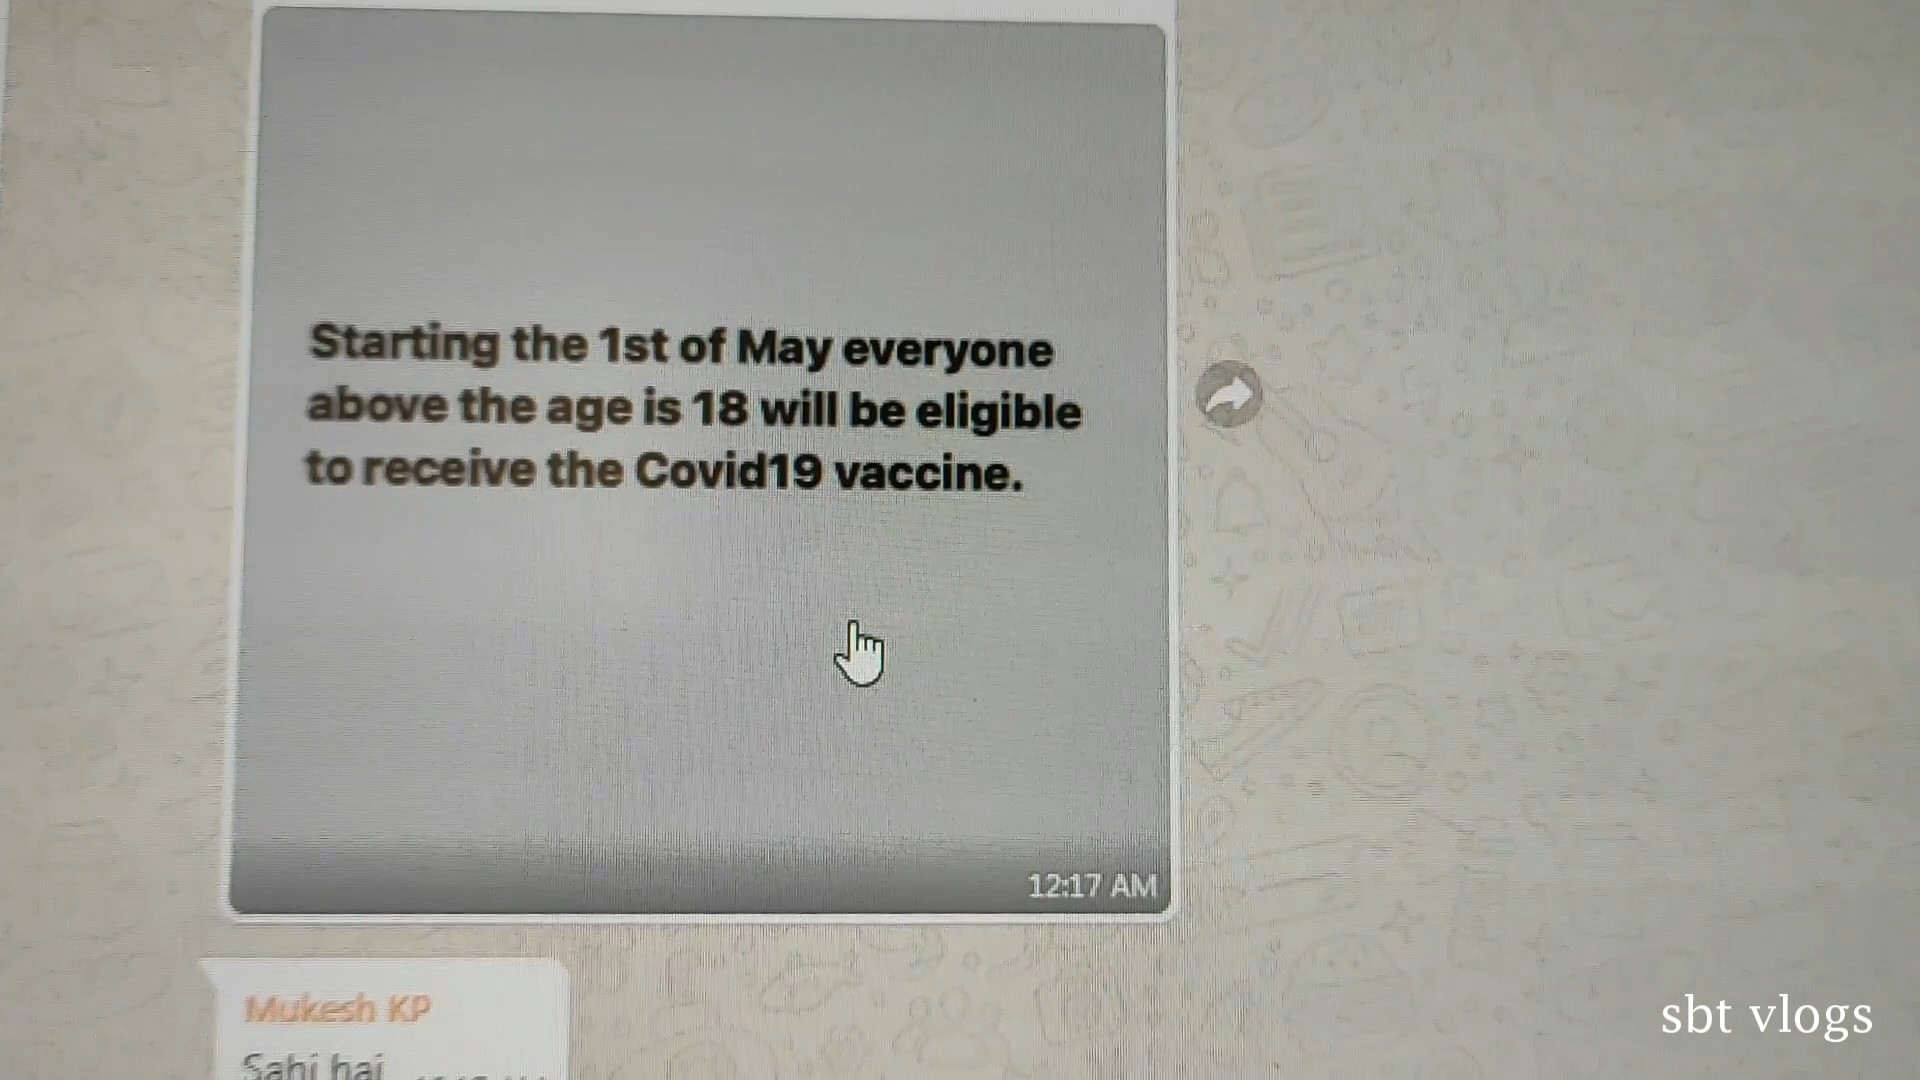 Starting the 1st of May everyone
above the age is 18 will be eligible
to receive the Covid19 vaccine.
12:17 AM
Mukesh KP
Sahi hai
sbt vlogs